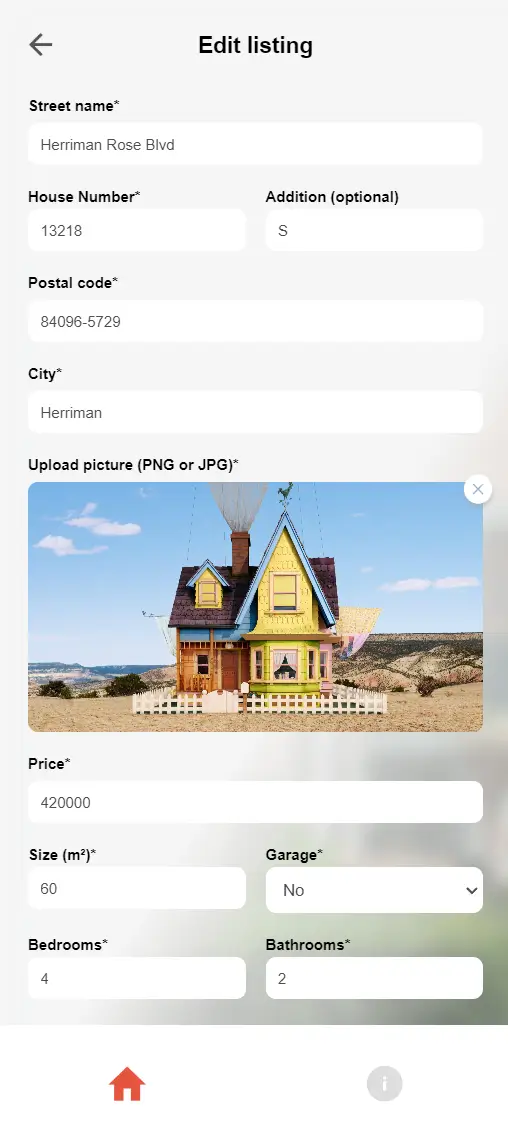 Edit listing
Street name*
Herriman Rose Blvd
House Number* Addition (optional)
13218 S
Postal code*
84096-5729
City*
Herriman
Upload picture (PNG or JPG)*
Price*
420000
Size (m²)* Garage*
60 No
Bedrooms* Bathrooms*
4 2
i